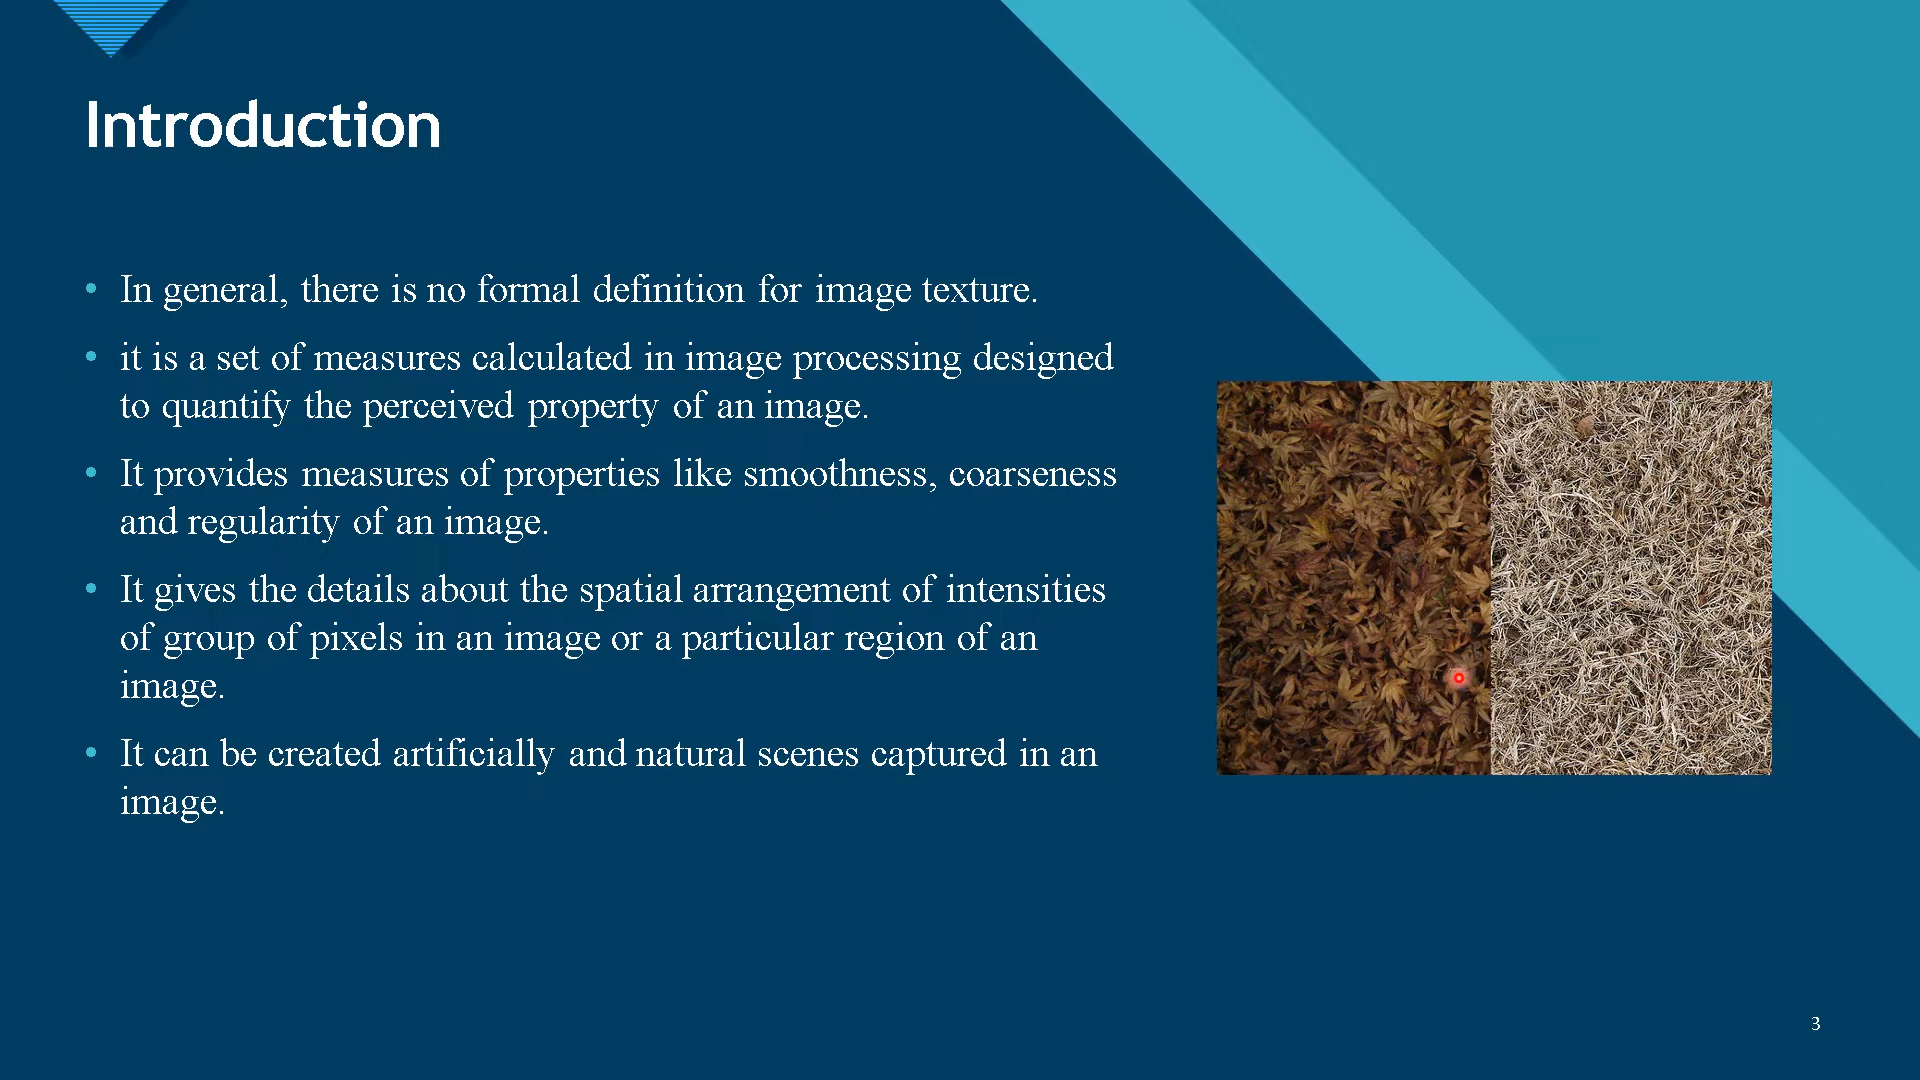 Introduction
• In general, there is no formal definition for image texture.
• it is a set of measures calculated in image processing designed
to quantify the perceived property of an image.
• It provides measures of properties like smoothness, coarseness
and regularity of an image.
• It gives the details about the spatial arrangement of intensities
of group of pixels in an image or a particular region of an
image.
• It can be created artificially and natural scenes captured in an
image.
3